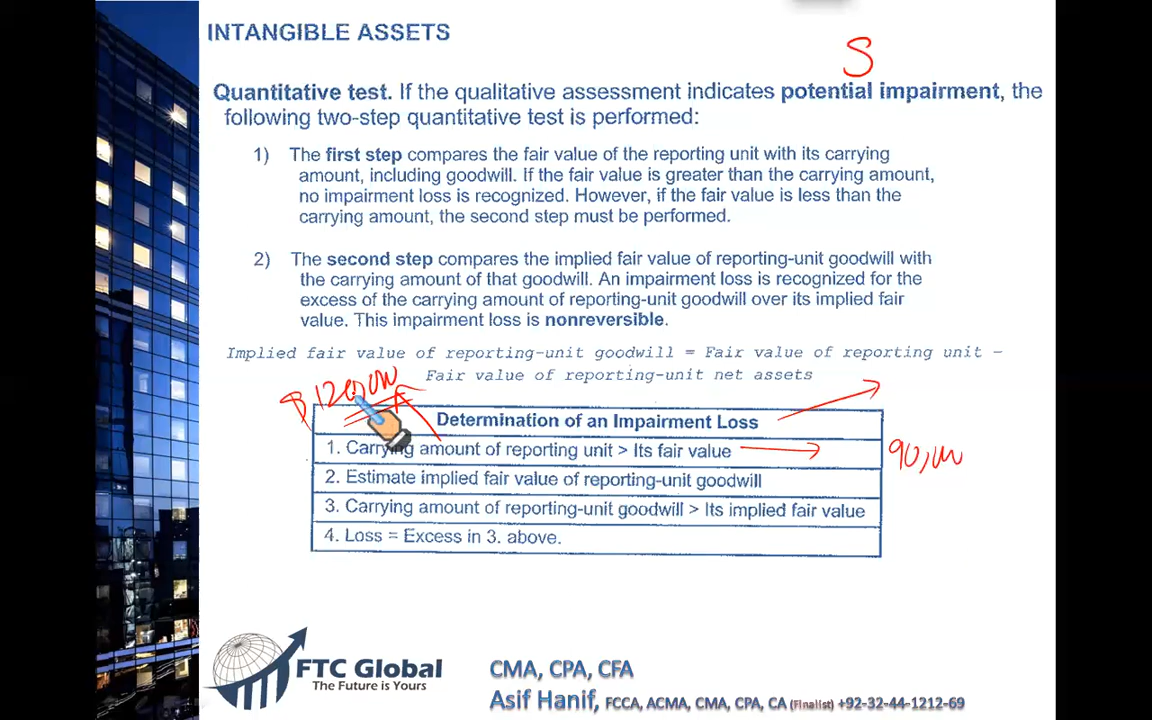 INTANGIBLE ASSETS
S
Quantitative test. If the qualitative assessment indicates potential impairment, the
following two-step quantitative test is performed:
1) The first step compares the fair value of the reporting unit with its carrying
amount, including goodwill. If the fair value is greater than the carrying amount,
no impairment loss is recognized. However, if the fair value is less than the
carrying amount, the second step must be performed.
2) The second step compares the implied fair value of reporting-unit goodwill with
the carrying amount of that goodwill. An impairment loss is recognized for the
excess of the carrying amount of reporting-unit goodwill over its implied fair
value. This impairment loss is nonreversible.
Implied fair value of reporting-unit goodwill = Fair value of reporting unit –
Fair value of reporting-unit net assets
Determination of an Impairment Loss
1. Carrying amount of reporting unit > Its fair value
2. Estimate implied fair value of reporting-unit goodwill
3. Carrying amount of reporting-unit goodwill > Its implied fair value
4. Loss = Excess in 3. above.
FTC Global
The Future is Yours
CMA, CPA, CFA
Asif Hanif, FCCA, ACMA, CMA, CPA, CA (Finalist) +92-32-44-1212-69